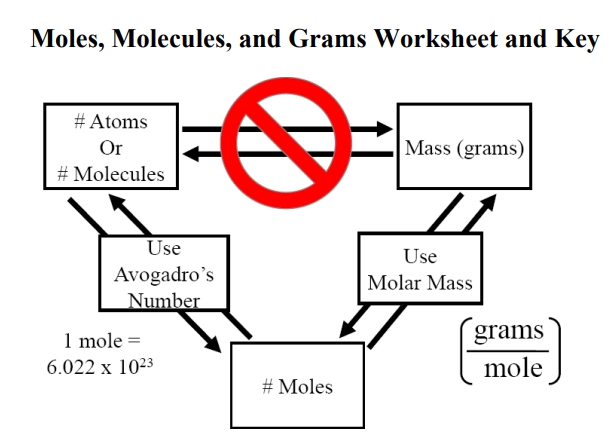 Moles, Molecules, and Grams Worksheet and Key
# Atoms
Or
# Molecules
Mass (grams)
Use
Avogadro's
Number
Use
Molar Mass
1 mole =
6.022 x 10²³
# Moles
grams
mole